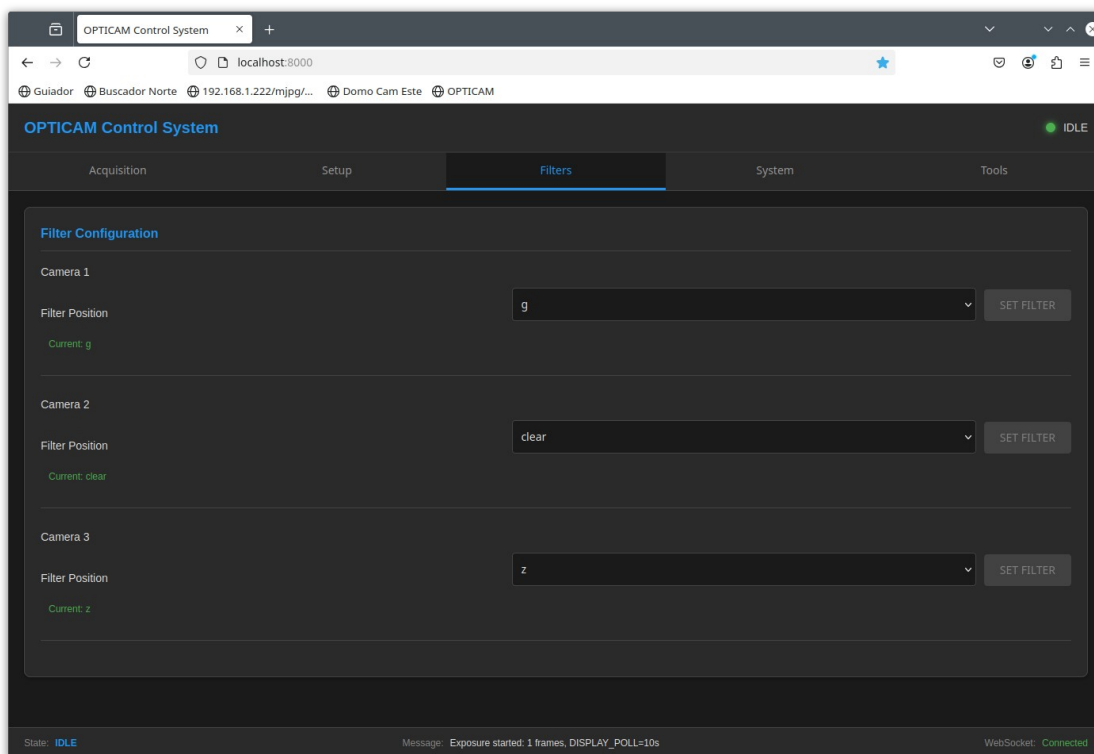 OPTICAM Control System
localhost:8000
Guiador Buscador Norte 192.168.1.222/mjpg/... Domo Cam Este OPTICAM
OPTICAM Control System IDLE
Acquisition Setup Filters System Tools
Filter Configuration
Camera 1
Filter Position g SET FILTER
Current: g
Camera 2
Filter Position clear SET FILTER
Current: clear
Camera 3
Filter Position z SET FILTER
Current: z
State: IDLE Message: Exposure started: 1 frames, DISPLAY_POLL=10s WebSocket: Connected